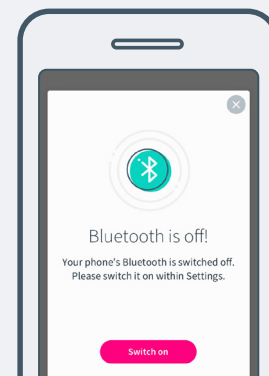 Bluetooth is off!
Your phone's Bluetooth is switched off.
Please switch it on within Settings.
Switch on